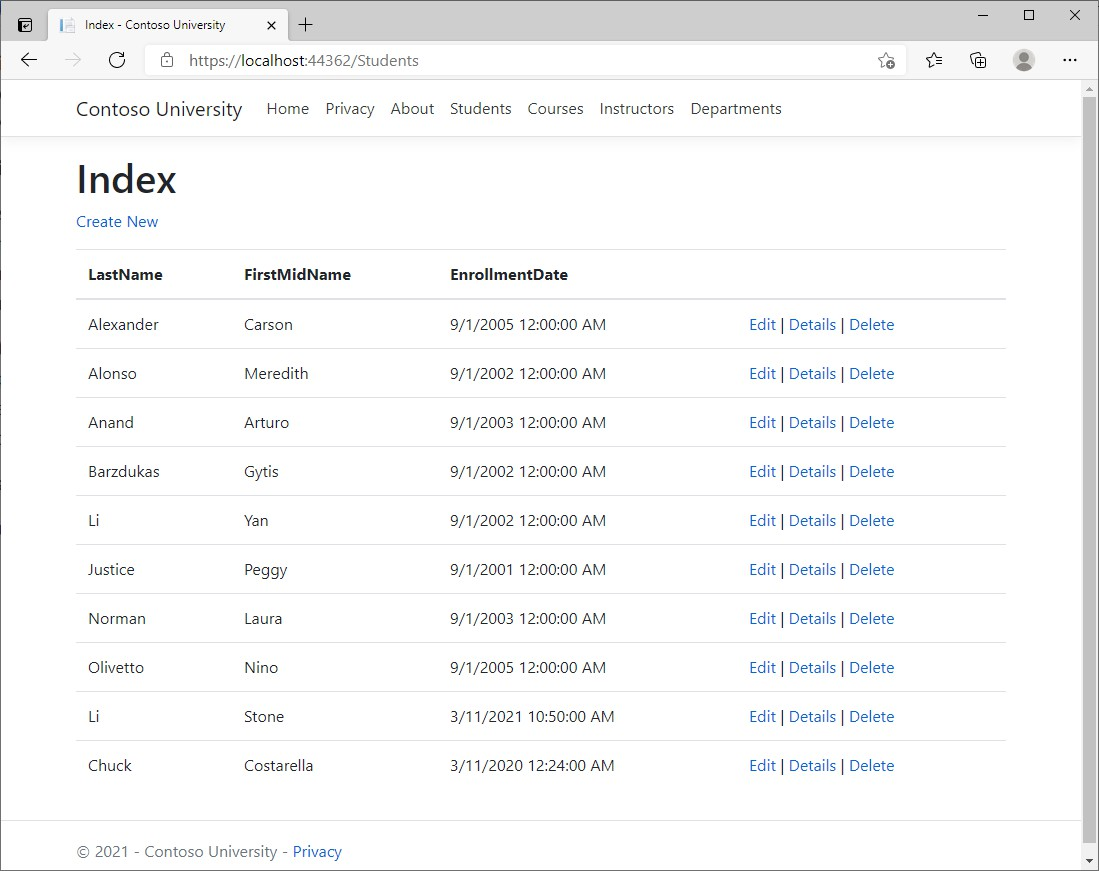 Index - Contoso University
https://localhost:44362/Students
Contoso University Home Privacy About Students Courses Instructors Departments
Index
Create New
LastName FirstMidName EnrollmentDate
Alexander Carson 9/1/2005 12:00:00 AM Edit | Details | Delete
Alonso Meredith 9/1/2002 12:00:00 AM Edit | Details | Delete
Anand Arturo 9/1/2003 12:00:00 AM Edit | Details | Delete
Barzdukas Gytis 9/1/2002 12:00:00 AM Edit | Details | Delete
Li Yan 9/1/2002 12:00:00 AM Edit | Details | Delete
Justice Peggy 9/1/2001 12:00:00 AM Edit | Details | Delete
Norman Laura 9/1/2003 12:00:00 AM Edit | Details | Delete
Olivetto Nino 9/1/2005 12:00:00 AM Edit | Details | Delete
Li Stone 3/11/2021 10:50:00 AM Edit | Details | Delete
Chuck Costarella 3/11/2020 12:24:00 AM Edit | Details | Delete
© 2021 - Contoso University - Privacy